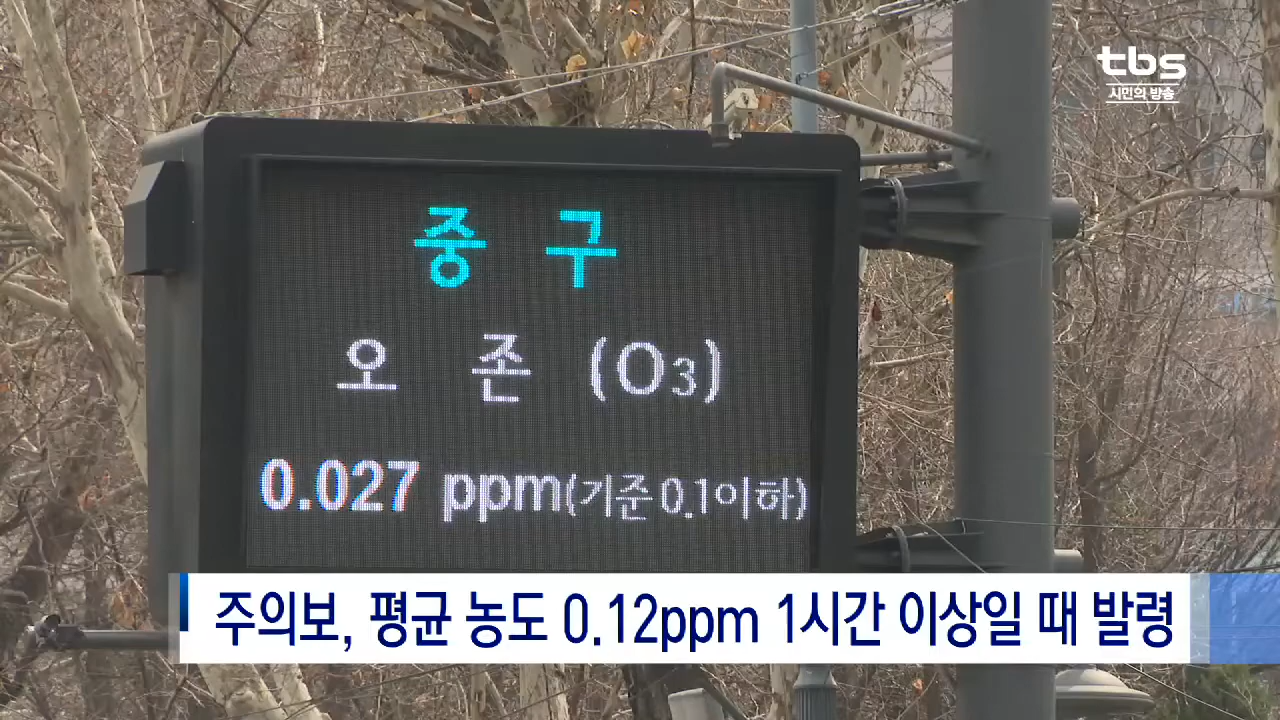 tbs
시민의 방송
중 구
오 존 (O3)
0.027 ppm(기준 0.1이하)
주의보, 평균 농도 0.12ppm 1시간 이상일 때 발령